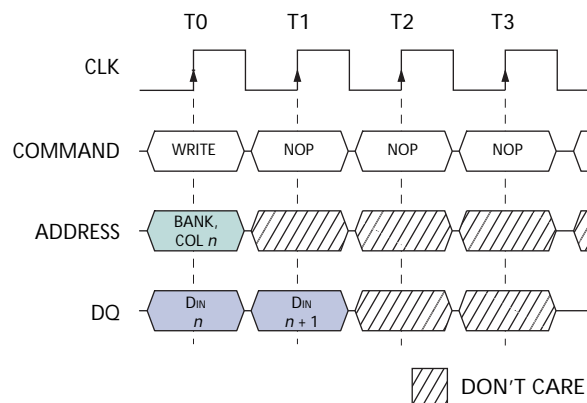 T0 T1 T2 T3
CLK
COMMAND WRITE NOP NOP NOP
ADDRESS BANK,
COL n
DQ DIN
n DIN
n + 1
DON'T CARE